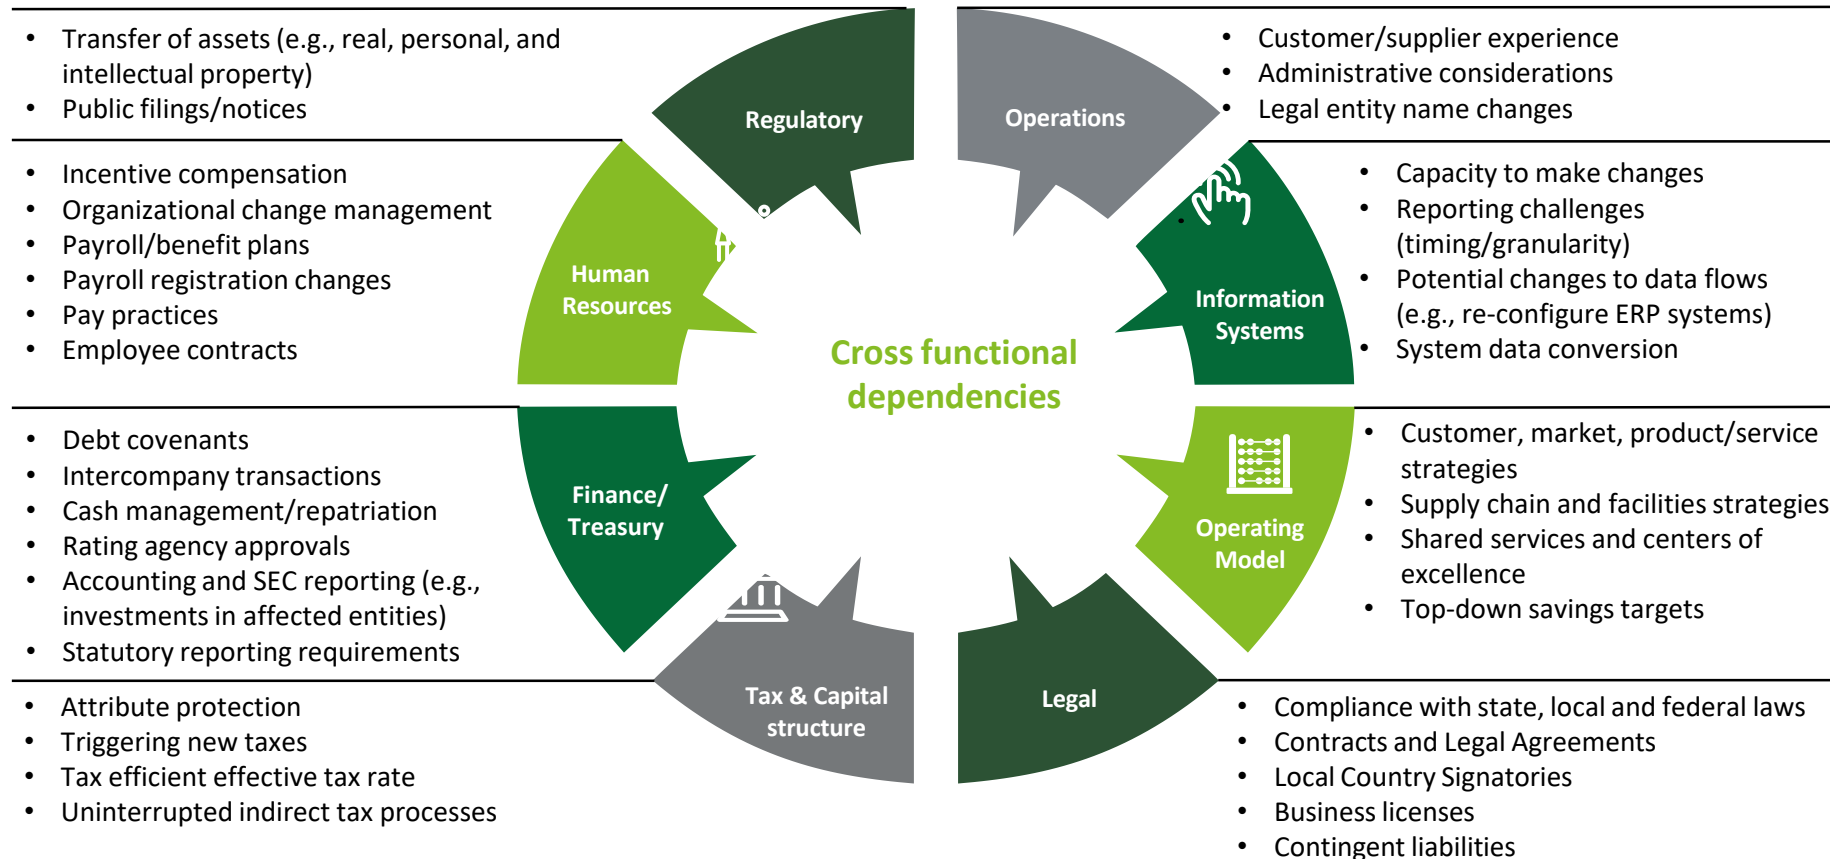 • Transfer of assets (e.g., real, personal, and
intellectual property)
• Public filings/notices
Regulatory
Operations
• Customer/supplier experience
• Administrative considerations
• Legal entity name changes
• Incentive compensation
• Organizational change management
• Payroll/benefit plans
• Payroll registration changes
• Pay practices
• Employee contracts
Human
Resources
Information
Systems
• Capacity to make changes
• Reporting challenges
(timing/granularity)
• Potential changes to data flows
(e.g., re-configure ERP systems)
• System data conversion
Cross functional
dependencies
• Debt covenants
• Intercompany transactions
• Cash management/repatriation
• Rating agency approvals
• Accounting and SEC reporting (e.g.,
investments in affected entities)
• Statutory reporting requirements
Finance/
Treasury
Operating
Model
• Customer, market, product/service
strategies
• Supply chain and facilities strategies
• Shared services and centers of
excellence
• Top-down savings targets
• Attribute protection
• Triggering new taxes
• Tax efficient effective tax rate
• Uninterrupted indirect tax processes
Tax & Capital
structure
Legal
• Compliance with state, local and federal laws
• Contracts and Legal Agreements
• Local Country Signatories
• Business licenses
• Contingent liabilities